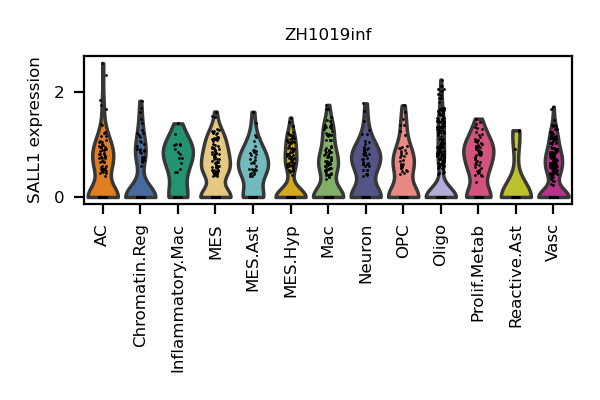 ZH1019inf
SALL1 expression
2
0
AC
Chromatin.Reg
Inflammatory.Mac
MES
MES.Ast
MES.Hyp
Mac
Neuron
OPC
Oligo
Prolif.Metab
Reactive.Ast
Vasc